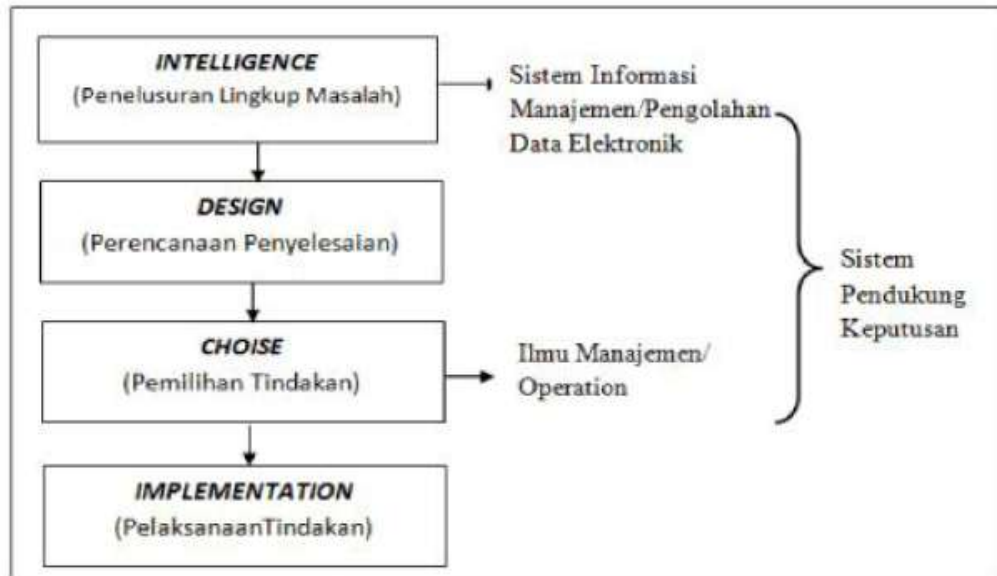 INTELLIGENCE
(Penelusuran Lingkup Masalah)
Sistem Informasi
Manajemen/Pengolahan
Data Elektronik
DESIGN
(Perencanaan Penyelesaian)
Sistem
Pendukung
Keputusan
CHOISE
(Pemilihan Tindakan)
Ilmu Manajemen/
Operation
IMPLEMENTATION
(PelaksanaanTindakan)